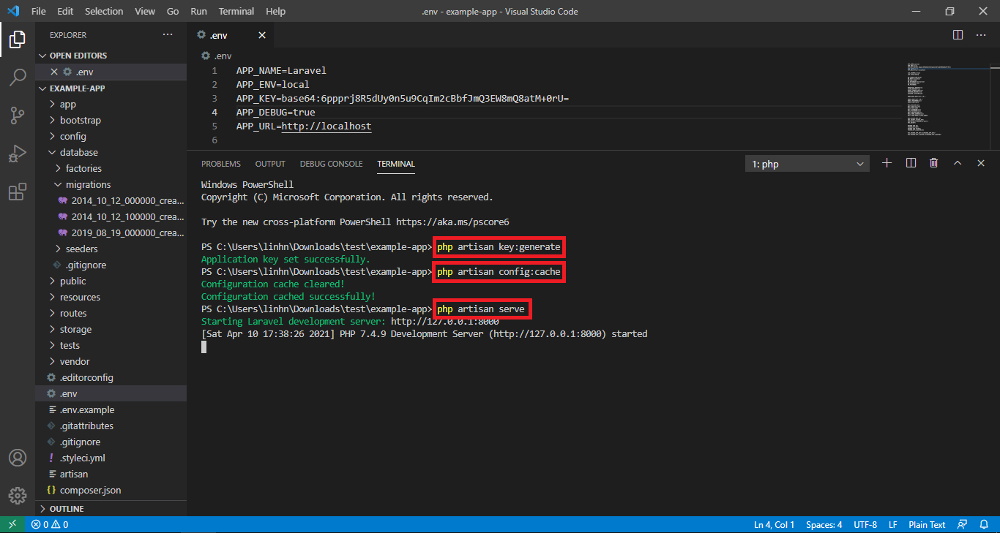 File Edit Selection View Go Run Terminal Help .env - example-app - Visual Studio Code
EXPLORER
OPEN EDITORS
.env
EXAMPLE-APP
app
bootstrap
config
database
factories
migrations
2014_10_12_000000_crea...
2014_10_12_100000_crea...
2019_08_19_000000_crea...
seeders
.gitignore
public
resources
routes
storage
tests
vendor
.editorconfig
.env
.env.example
.gitattributes
.gitignore
.styleci.yml
artisan
composer.json
OUTLINE
.env
.env
1 APP_NAME=Laravel
2 APP_ENV=local
3 APP_KEY=base64:6ppprj8R5dUy0n5u9CqIm2cBbfJmQ3EW8mQ8atM+0rU=
4 APP_DEBUG=true
5 APP_URL=http://localhost
6
PROBLEMS OUTPUT DEBUG CONSOLE TERMINAL 1: php
Windows PowerShell
Copyright (C) Microsoft Corporation. All rights reserved.
Try the new cross-platform PowerShell https://aka.ms/pscore6
PS C:\Users\linhn\Downloads\test\example-app> php artisan key:generate
Application key set successfully.
PS C:\Users\linhn\Downloads\test\example-app> php artisan config:cache
Configuration cache cleared!
Configuration cached successfully!
PS C:\Users\linhn\Downloads\test\example-app> php artisan serve
Starting Laravel development server: http://127.0.0.1:8000
[Sat Apr 10 17:38:26 2021] PHP 7.4.9 Development Server (http://127.0.0.1:8000) started
0 0 Ln 4, Col 1 Spaces: 4 UTF-8 LF Plain Text